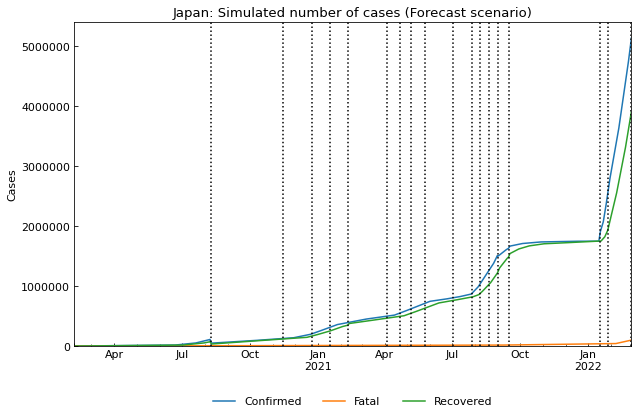 Japan: Simulated number of cases (Forecast scenario)
5000000
4000000
3000000
2000000
1000000
0
Cases
Apr Jul Oct Jan Apr Jul Oct Jan
2021 2022
Confirmed Fatal Recovered